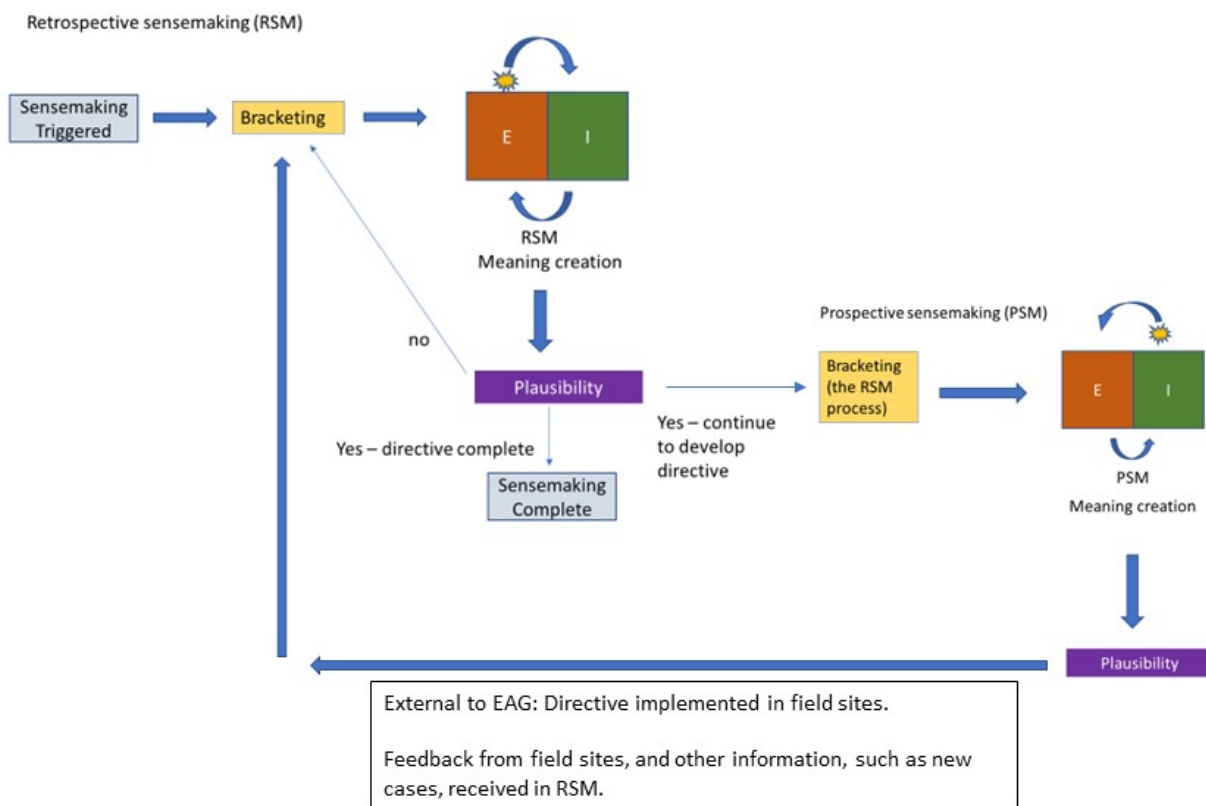 Retrospective sensemaking (RSM)
Sensemaking
Triggered
Bracketing
E
I
RSM
Meaning creation
no
Plausibility
Yes – directive complete
Sensemaking
Complete
Yes – continue
to develop
directive
Prospective sensemaking (PSM)
Bracketing
(the RSM
process)
E
I
PSM
Meaning creation
Plausibility
External to EAG: Directive implemented in field sites.
Feedback from field sites, and other information, such as new
cases, received in RSM.